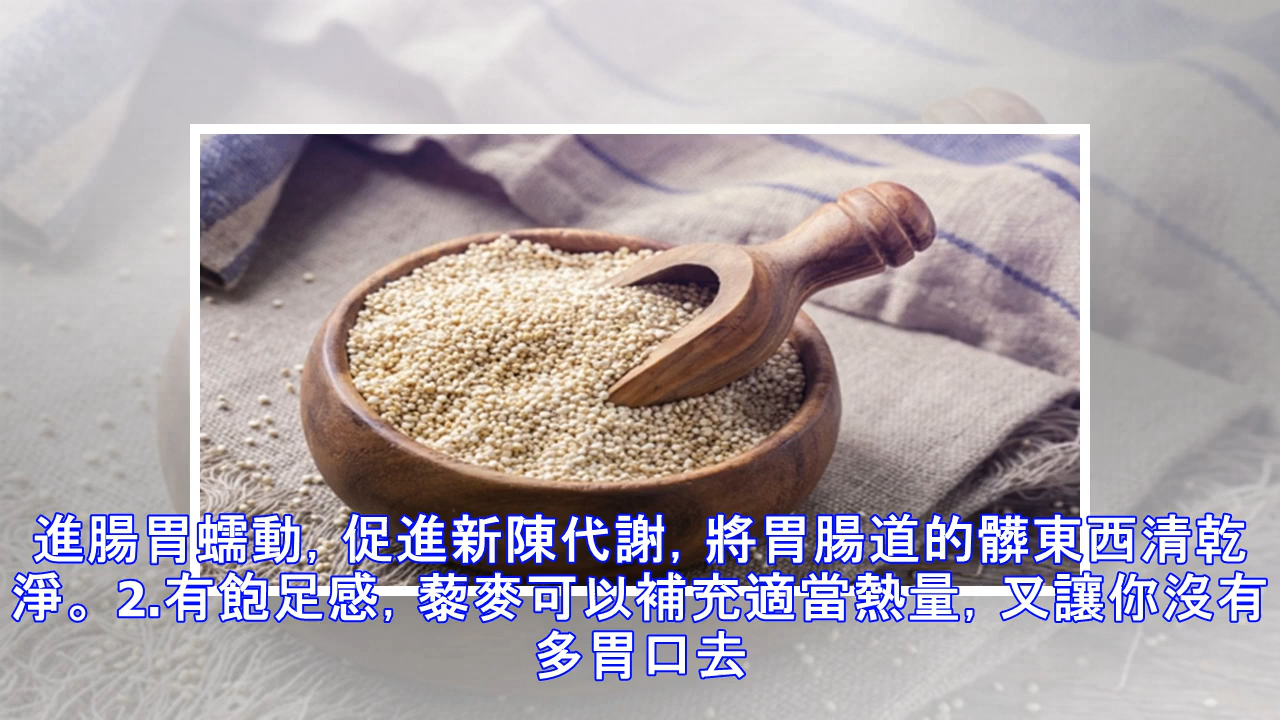 進腸胃蠕動, 促進新陳代謝, 將胃腸道的髒東西清乾
淨。2.有飽足感, 藜麥可以補充適當熱量, 又讓你沒有
多胃口去